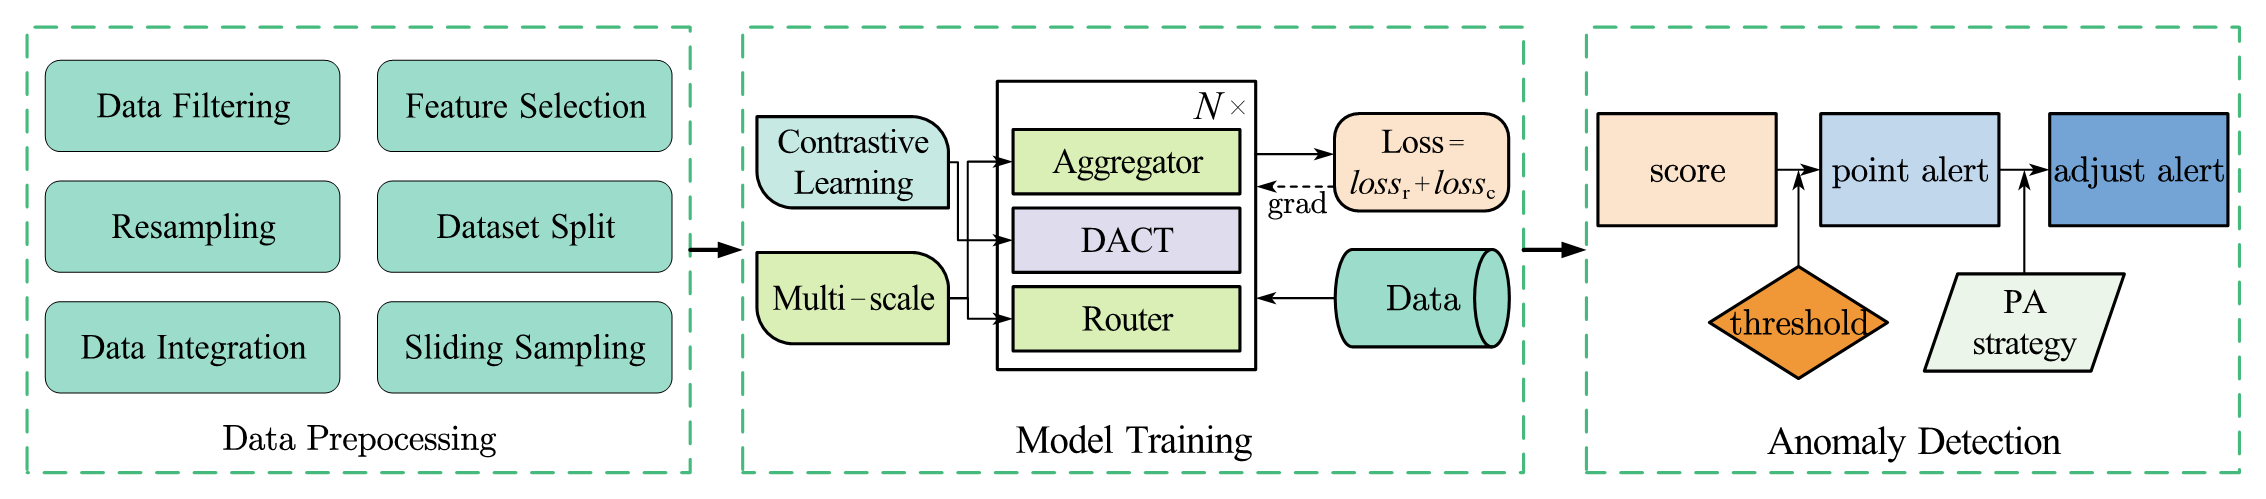 Data Filtering
Feature Selection
Resampling
Dataset Split
Data Integration
Sliding Sampling
Data Prepocessing
Contrastive
Learning
Multi–scale
N ×
Aggregator
DACT
Router
Loss =
loss_r + loss_c
grad
Data
Model Training
score
point alert
adjust alert
threshold
PA
strategy
Anomaly Detection